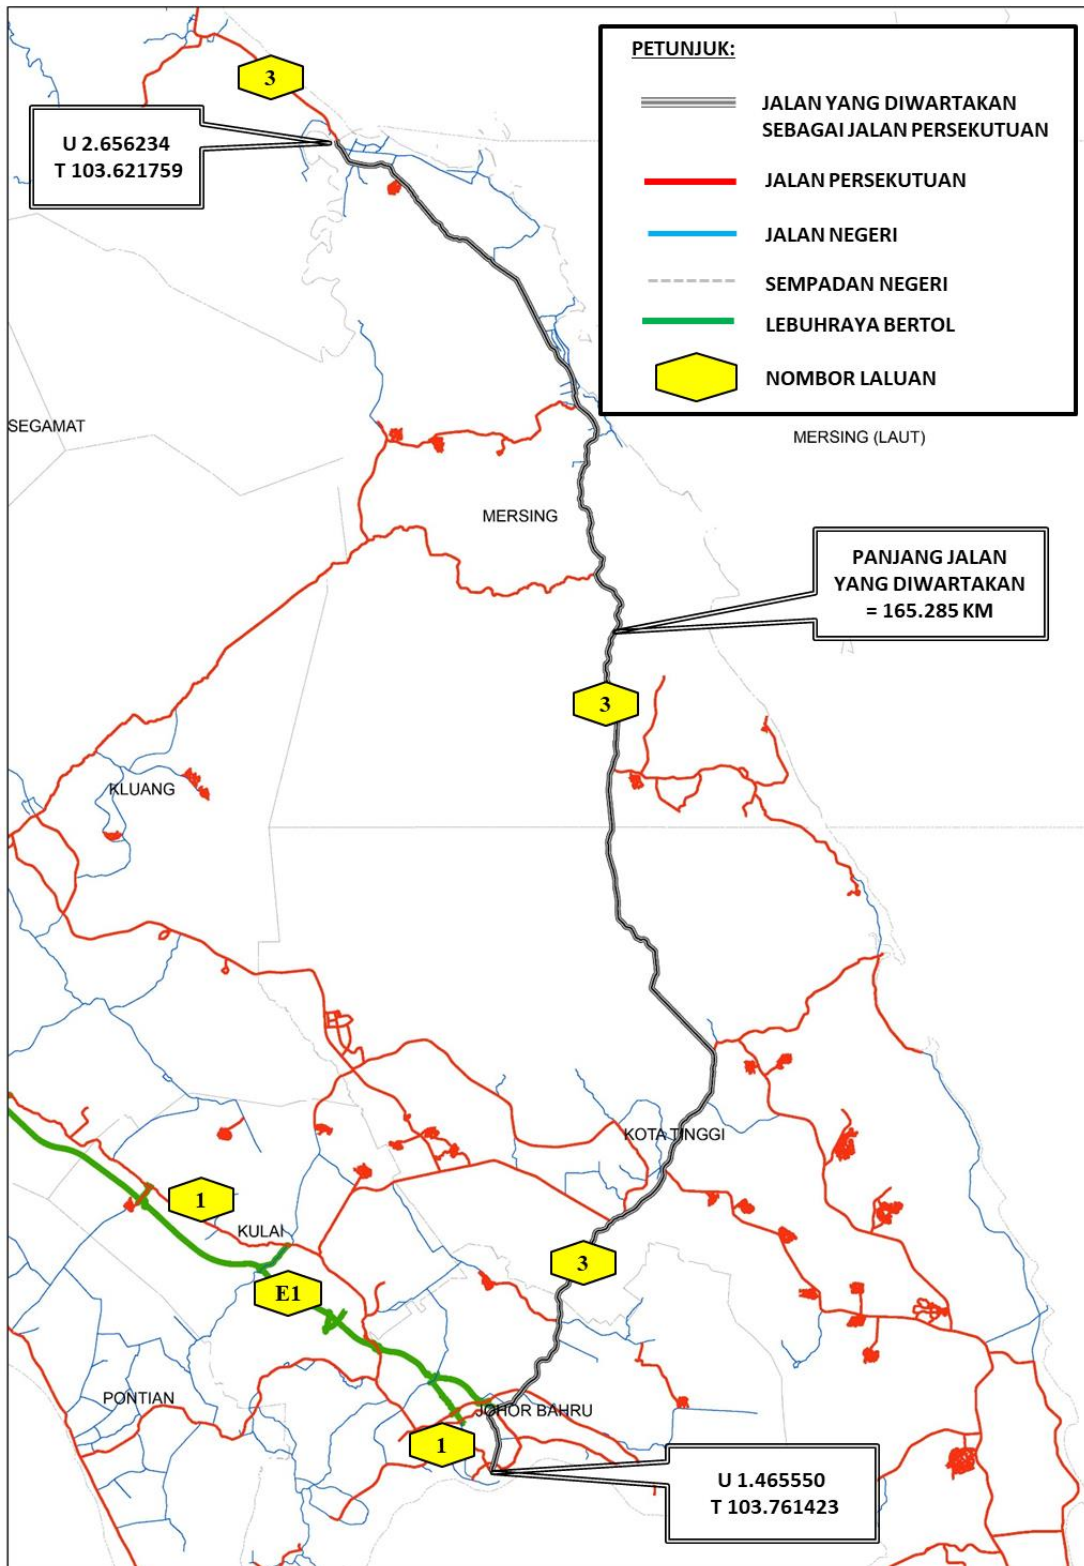 3
PETUNJUK:
JALAN YANG DIWARTAKAN
SEBAGAI JALAN PERSEKUTUAN
JALAN PERSEKUTUAN
JALAN NEGERI
SEMPADAN NEGERI
LEBUHRAYA BERTOL
NOMBOR LALUAN
U 2.656234
T 103.621759
SEGAMAT
MERSING (LAUT)
MERSING
PANJANG JALAN
YANG DIWARTAKAN
= 165.285 KM
3
KLUANG
KOTA TINGGI
1
KULAI
3
E1
PONTIAN
JOHOR BAHRU
1
U 1.465550
T 103.761423